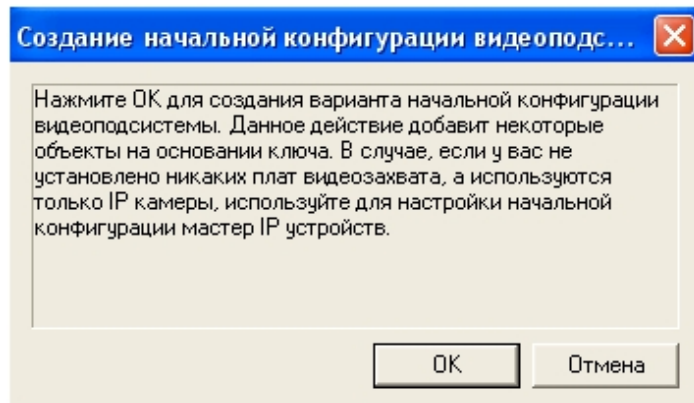 Создание начальной конфигурации видеоподс...
Нажмите OK для создания варианта начальной конфигурации
видеоподсистемы. Данное действие добавит некоторые
объекты на основании ключа. В случае, если у вас не
установлено никаких плат видеозахвата, а используются
только IP камеры, используйте для настройки начальной
конфигурации мастер IP устройств.
OK
Отмена